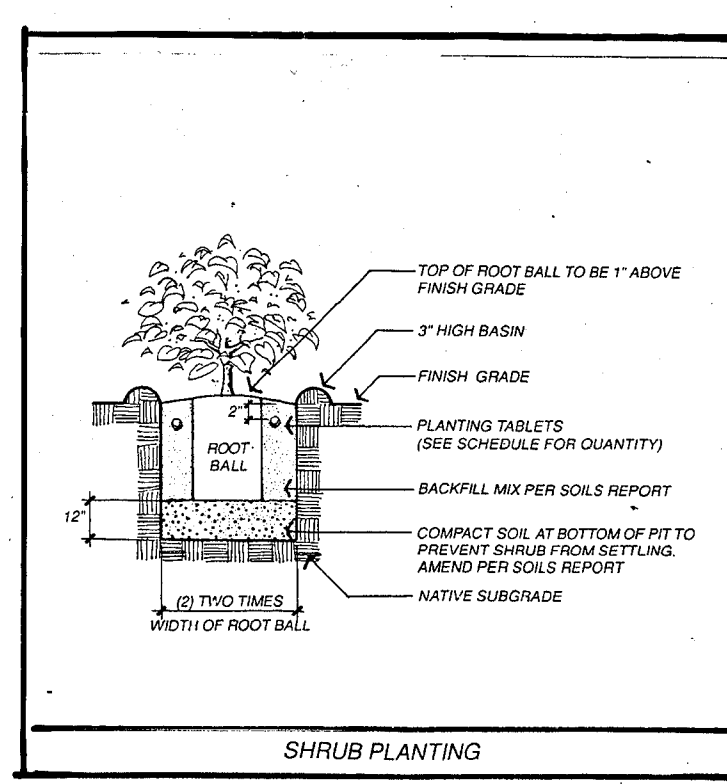 TOP OF ROOT BALL TO BE 1" ABOVE
FINISH GRADE
3" HIGH BASIN
FINISH GRADE
2"
PLANTING TABLETS
(SEE SCHEDULE FOR QUANTITY)
ROOT
BALL
BACKFILL MIX PER SOILS REPORT
12"
COMPACT SOIL AT BOTTOM OF PIT TO
PREVENT SHRUB FROM SETTLING.
AMEND PER SOILS REPORT
NATIVE SUBGRADE
(2) TWO TIMES
WIDTH OF ROOT BALL
SHRUB PLANTING